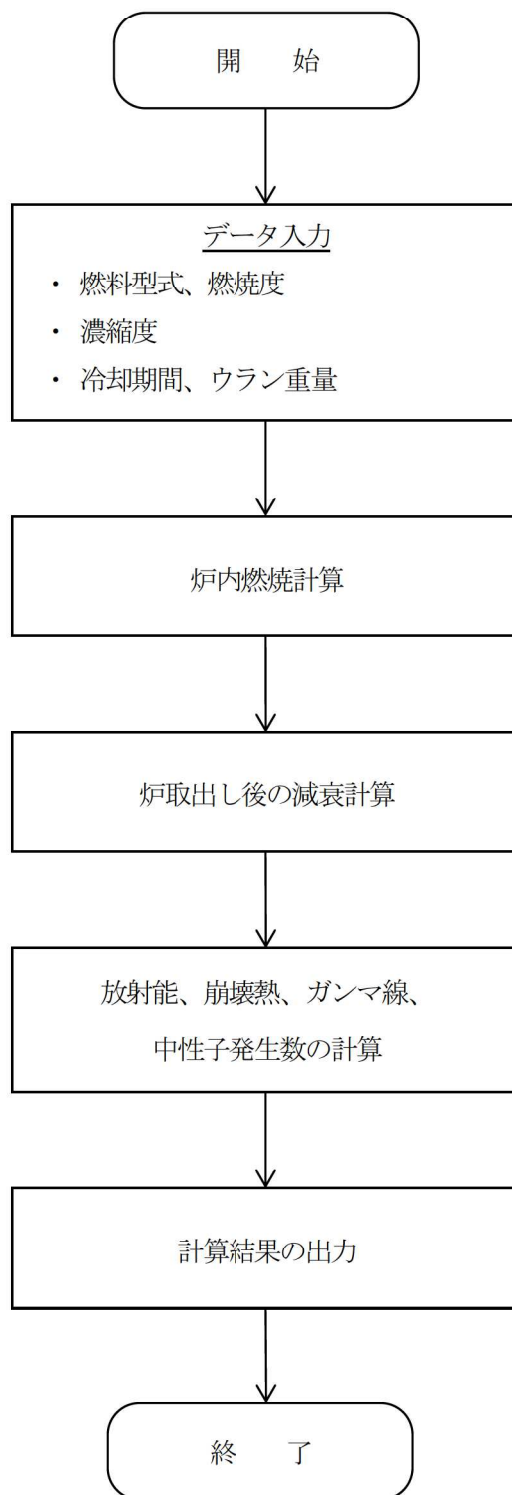 開　始
データ入力
・ 燃料型式、燃焼度
・ 濃縮度
・ 冷却期間、ウラン重量
炉内燃焼計算
炉取出し後の減衰計算
放射能、崩壊熱、ガンマ線、
中性子発生数の計算
計算結果の出力
終　了